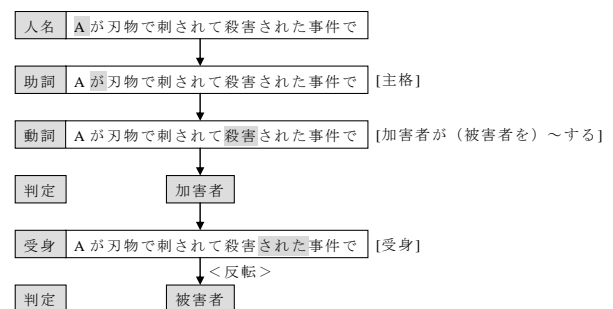 人名 Aが刃物で刺されて殺害された事件で
助詞 Aが刃物で刺されて殺害された事件で [主格]
動詞 Aが刃物で刺されて殺害された事件で [加害者が（被害者を）～する]
判定 加害者
受身 Aが刃物で刺されて殺害された事件で [受身]
＜反転＞
判定 被害者